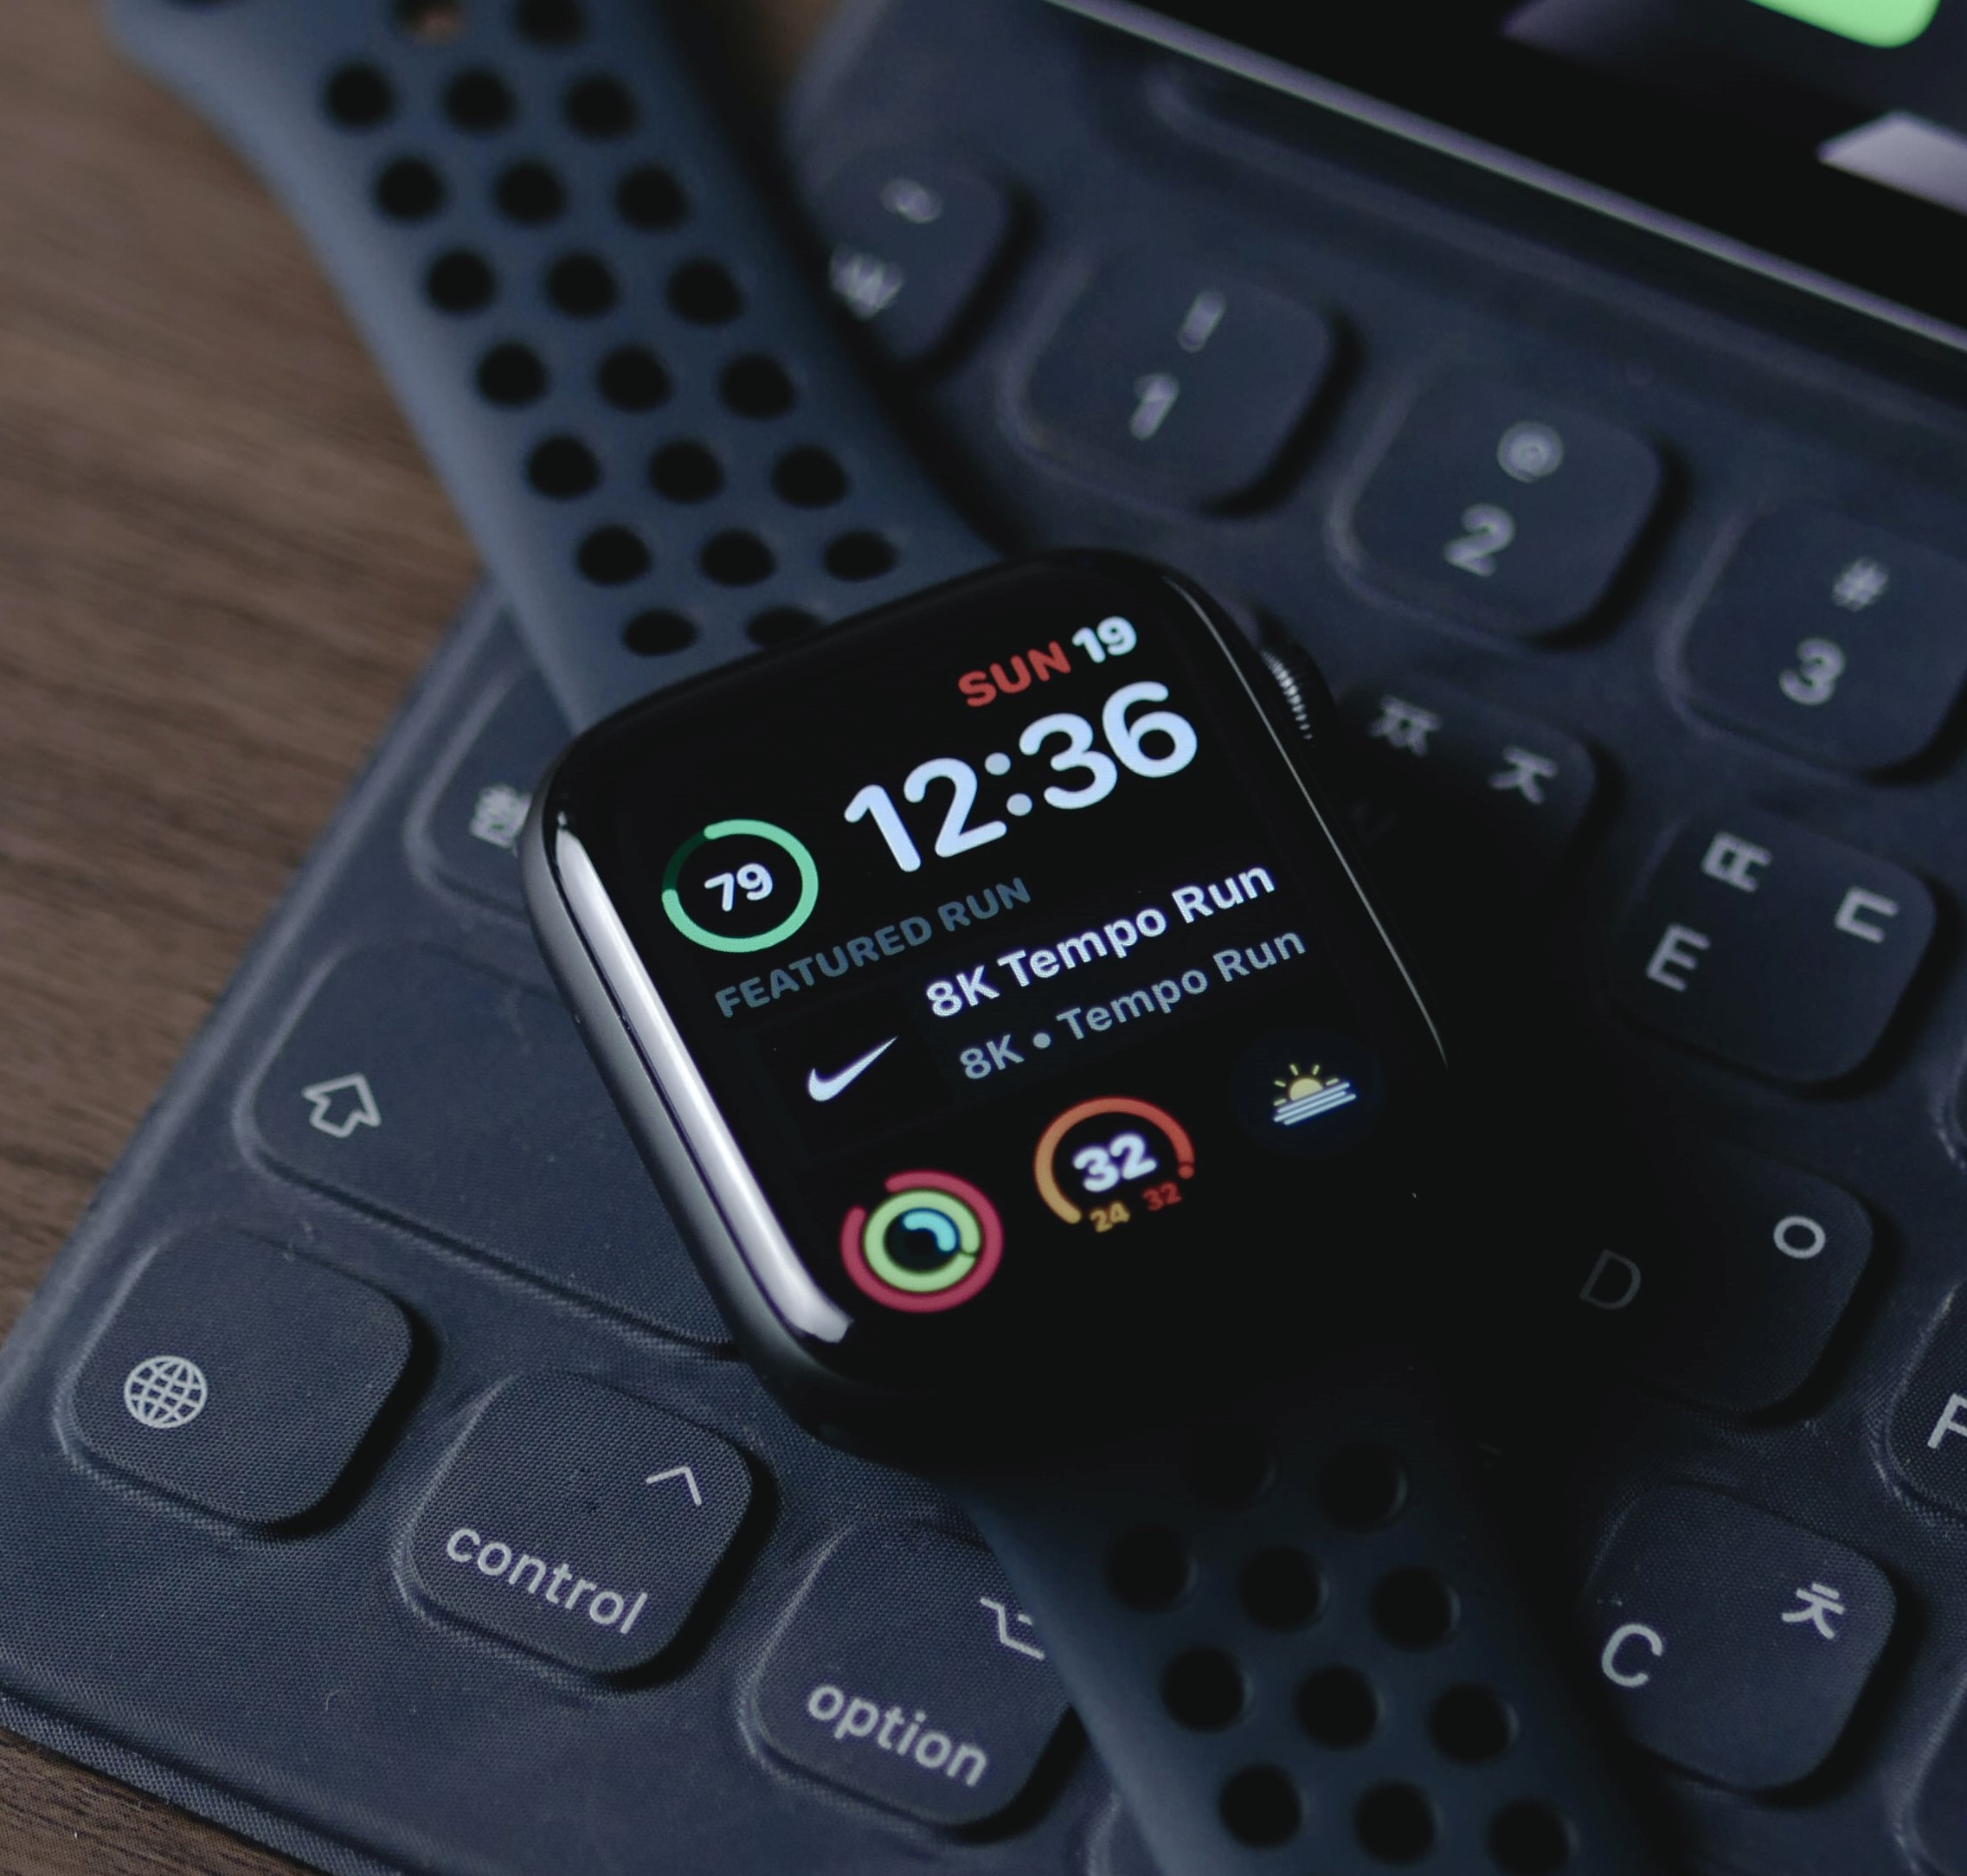 SUN 19
12:36
79
FEATURED RUN
8K Tempo Run
8K • Tempo Run
32
24 32
₩
!
1
@
2
#
3
ㅉ ㅈ
ㄸ ㄷ
E
ㅇ
D
F
^
control
⌥
option
ㅊ
C